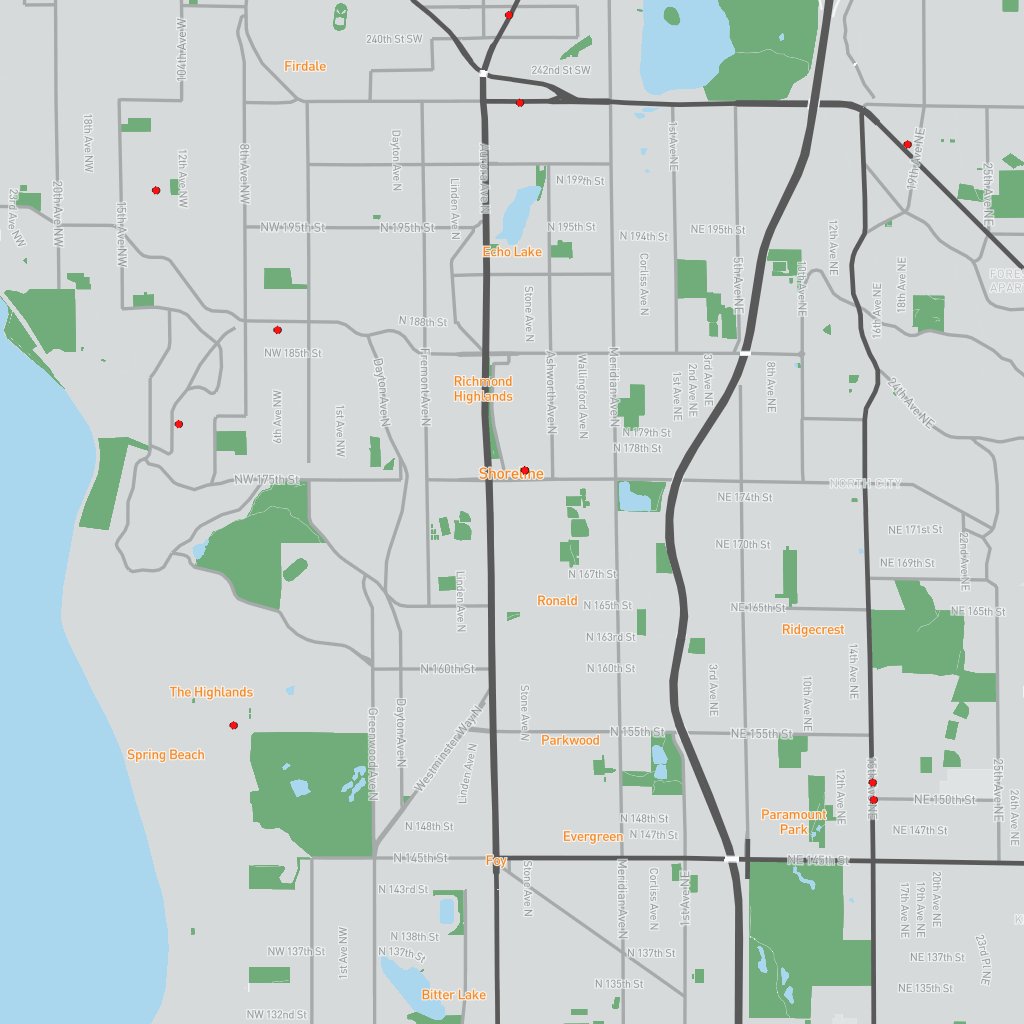 240th St SW
104th Ave W
Firdale
242nd St SW
18th Ave NW
12th Ave NW
8th Ave NW
Dayton Ave N
Aurora Ave N
1st Ave NE
19th Ave NE
25th Ave NE
23rd Ave NW
20th Ave NW
15th Ave NW
Linden Ave N
N 199th St
NW 195th St
N 195th St
N 195th St
N 194th St
NE 195th St
12th Ave NE
Echo Lake
Corliss Ave N
5th Ave NE
10th Ave NE
18th Ave NE
16th Ave NE
Stone Ave N
N 188th St
NW 185th St
Dayton Ave N
Fremont Ave N
Ashworth Ave N
Wallingford Ave N
Meridian Ave N
1st Ave NE
2nd Ave NE
3rd Ave NE
8th Ave NE
24th Ave NE
Richmond
Highlands
6th Ave NW
1st Ave NW
N 179th St
N 178th St
NW 175th St
Shoreline
NORTH CITY
NE 174th St
NE 171st St
NE 170th St
22nd Ave NE
NE 169th St
Linden Ave N
N 167th St
Ronald
N 165th St
NE 165th St
NE 165th St
N 163rd St
Ridgecrest
N 160th St
N 160th St
14th Ave NE
3rd Ave NE
10th Ave NE
The Highlands
Greenwood Ave N
Dayton Ave N
Westminster Way N
Stone Ave N
N 155th St
NE 155th St
Spring Beach
Parkwood
Linden Ave N
12th Ave NE
15th Ave NE
25th Ave NE
26th Ave NE
NE 150th St
Paramount
Park
N 148th St
N 148th St
Evergreen
N 147th St
NE 147th St
N 145th St
Foy
NE 145th St
N 143rd St
Stone Ave N
Meridian Ave N
Corliss Ave N
1st Ave NE
17th Ave NE
19th Ave NE
20th Ave NE
1st Ave NW
NW 137th St
N 138th St
N 137th St
N 137th St
23rd Pl NE
NE 137th St
N 135th St
NE 135th St
Bitter Lake
NW 132nd St